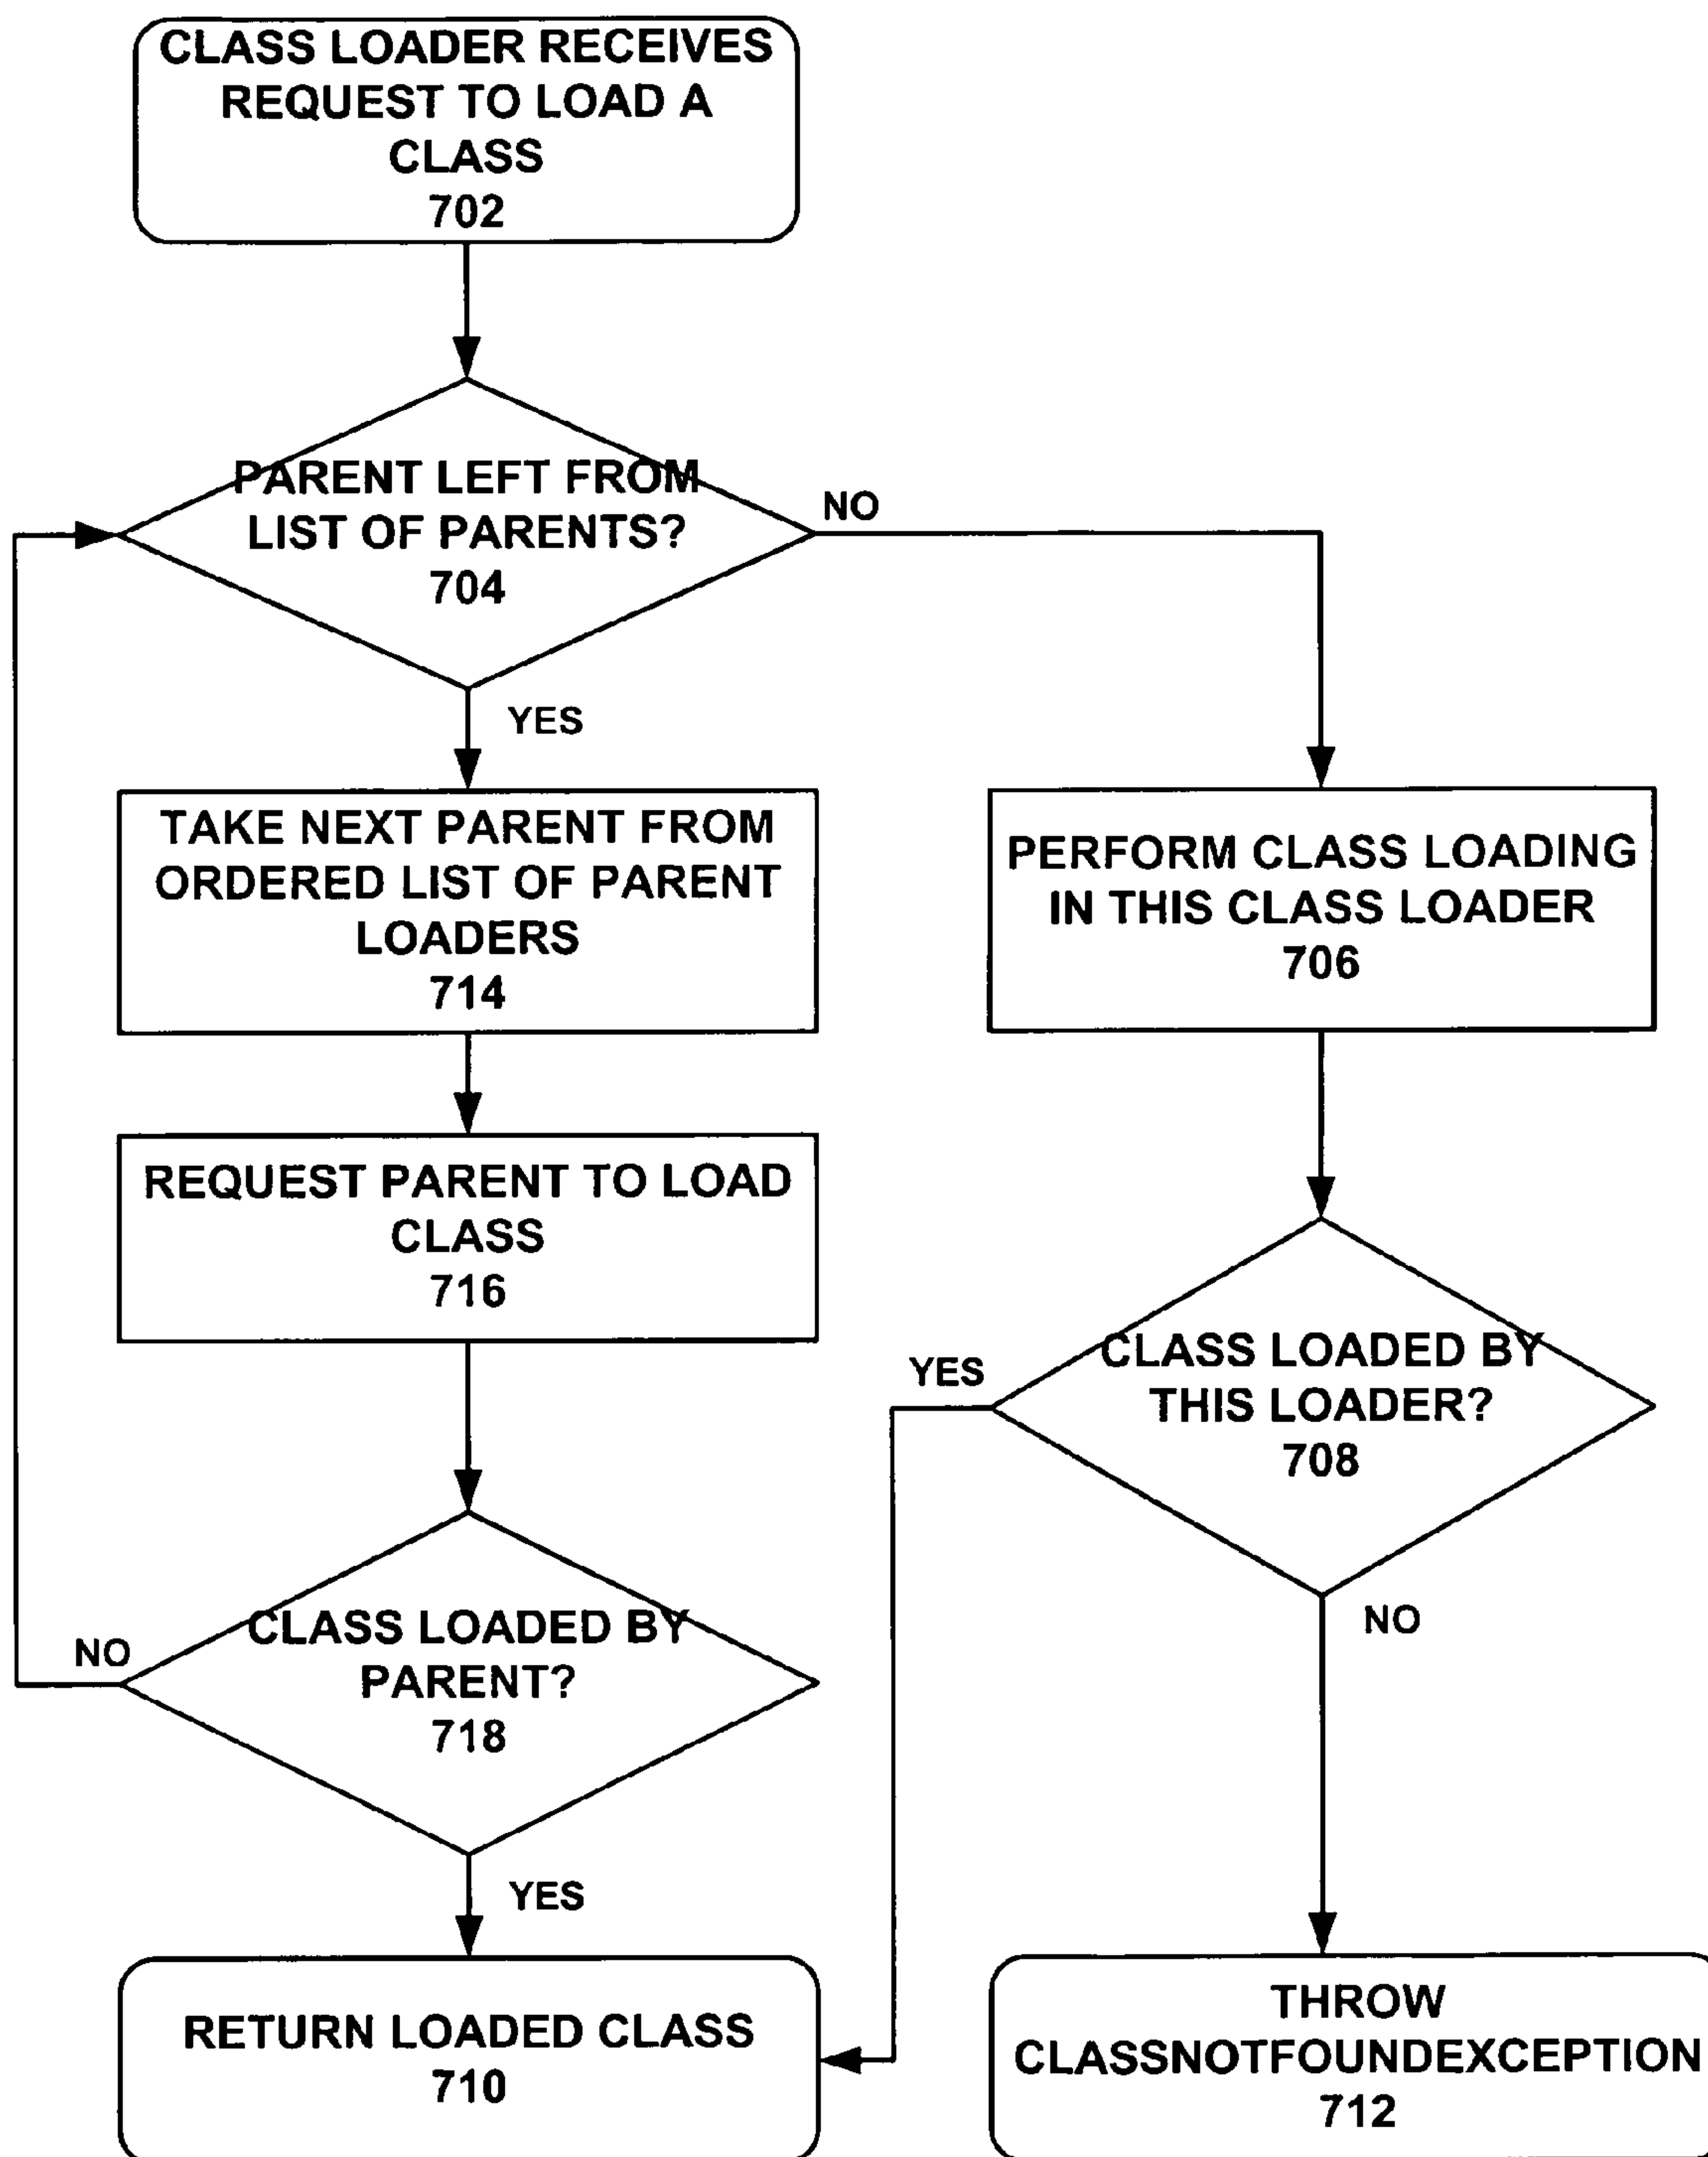 CLASS LOADER RECEIVES
REQUEST TO LOAD A
CLASS
702
PARENT LEFT FROM
LIST OF PARENTS?
704
NO
YES
TAKE NEXT PARENT FROM
ORDERED LIST OF PARENT
LOADERS
714
PERFORM CLASS LOADING
IN THIS CLASS LOADER
706
REQUEST PARENT TO LOAD
CLASS
716
CLASS LOADED BY
THIS LOADER?
708
YES
NO
CLASS LOADED BY
PARENT?
718
NO
YES
RETURN LOADED CLASS
710
THROW
CLASSNOTFOUNDEXCEPTION
712